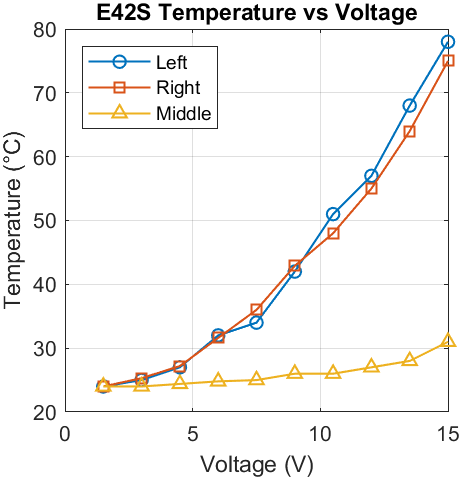 E42S Temperature vs Voltage
80
70
60
50
40
30
20
0
5
10
15
Temperature (°C)
Voltage (V)
Left
Right
Middle